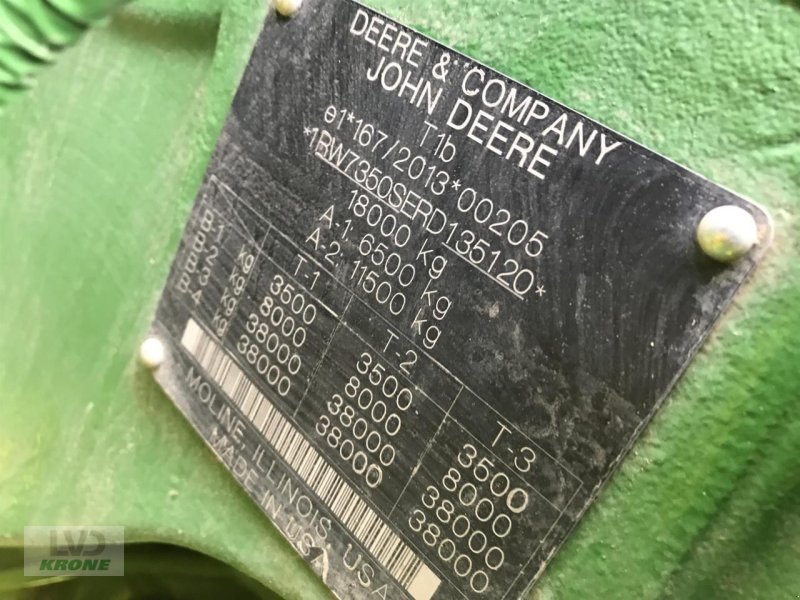 DEERE & COMPANY
JOHN DEERE
T1b
e1*167/2013*00205
*1RW7350SERD135120*
18000 kg
A-1: 6500 kg
A-2: 11500 kg
T-1 T-2 T-3
B-1 kg 3500 3500 3500
B-2 kg 8000 8000 8000
B-3 kg 38000 38000 38000
B-4 kg 38000 38000 38000
MOLINE, ILLINOIS, USA
MADE IN USA
LVD
KRONE